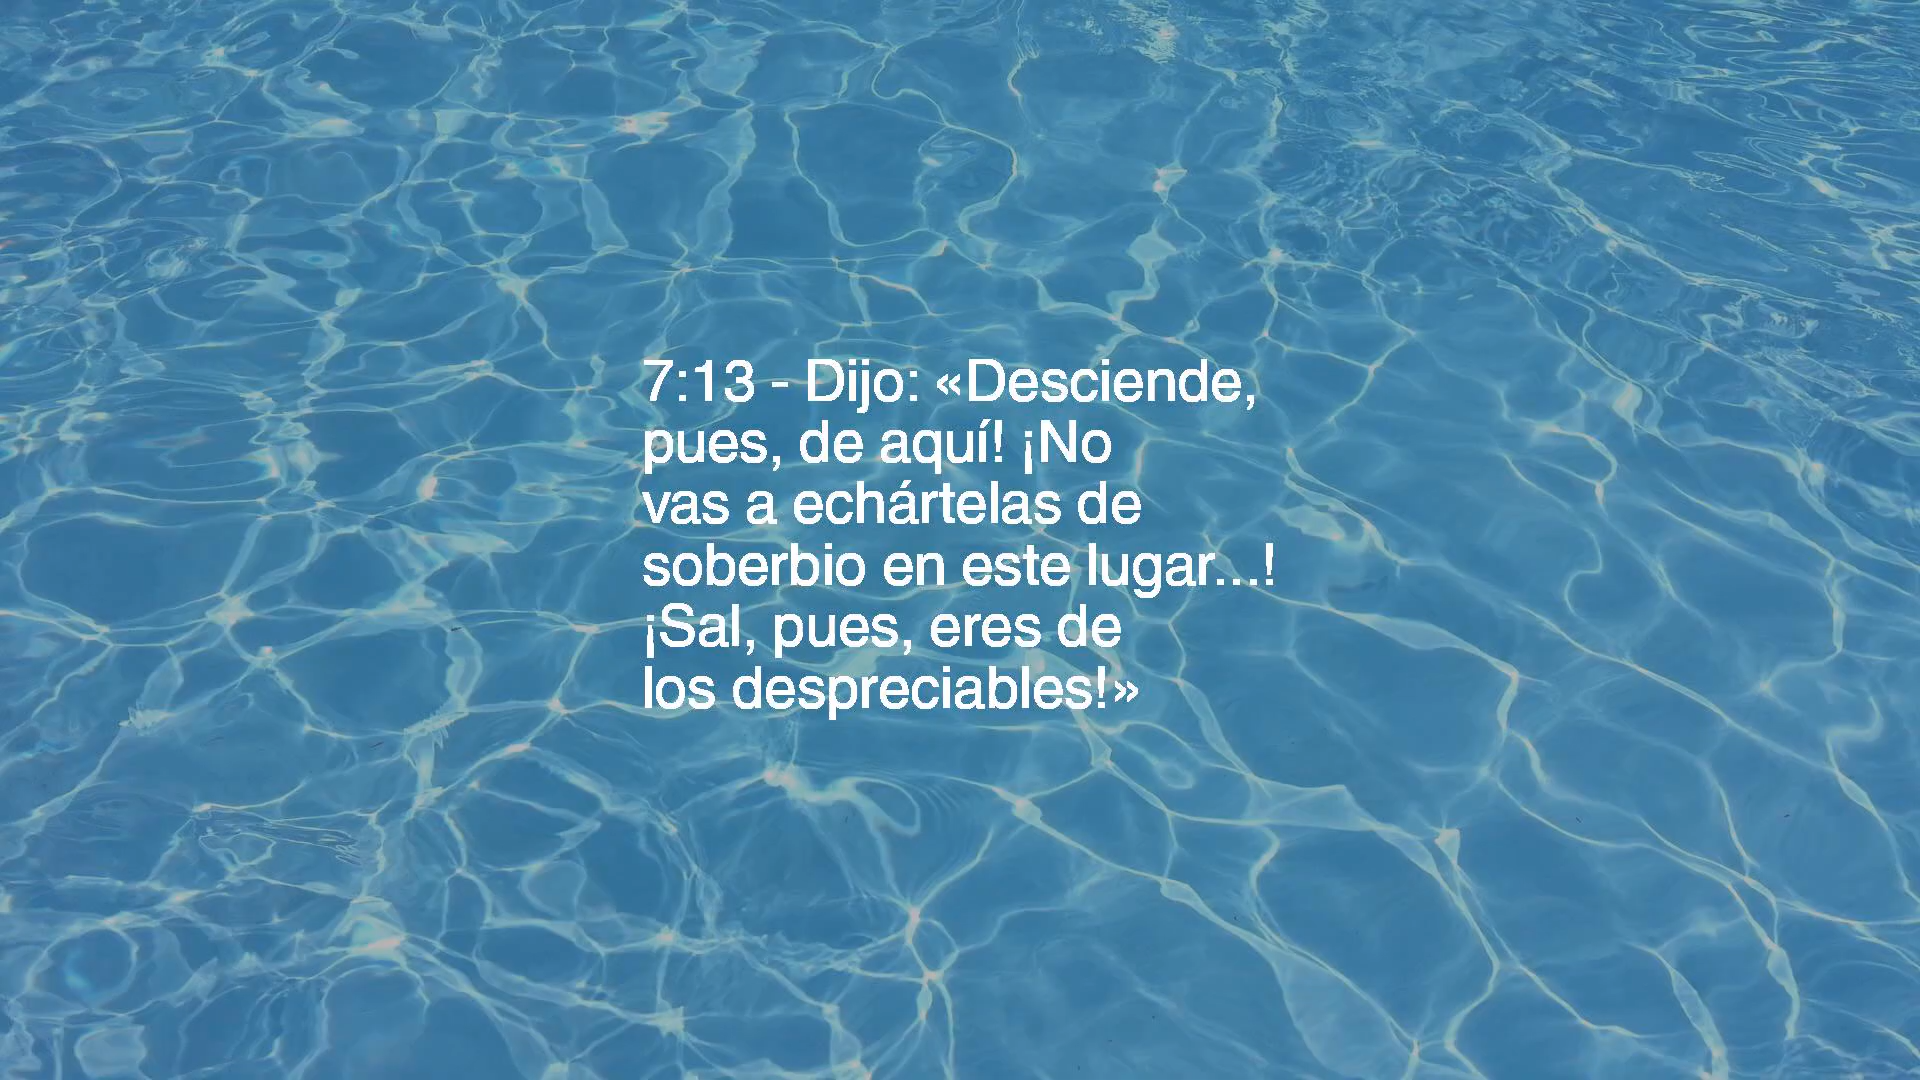 7:13 - Dijo: «Desciende,
pues, de aquí! ¡No
vas a echártelas de
soberbio en este lugar...!
¡Sal, pues, eres de
los despreciables!»